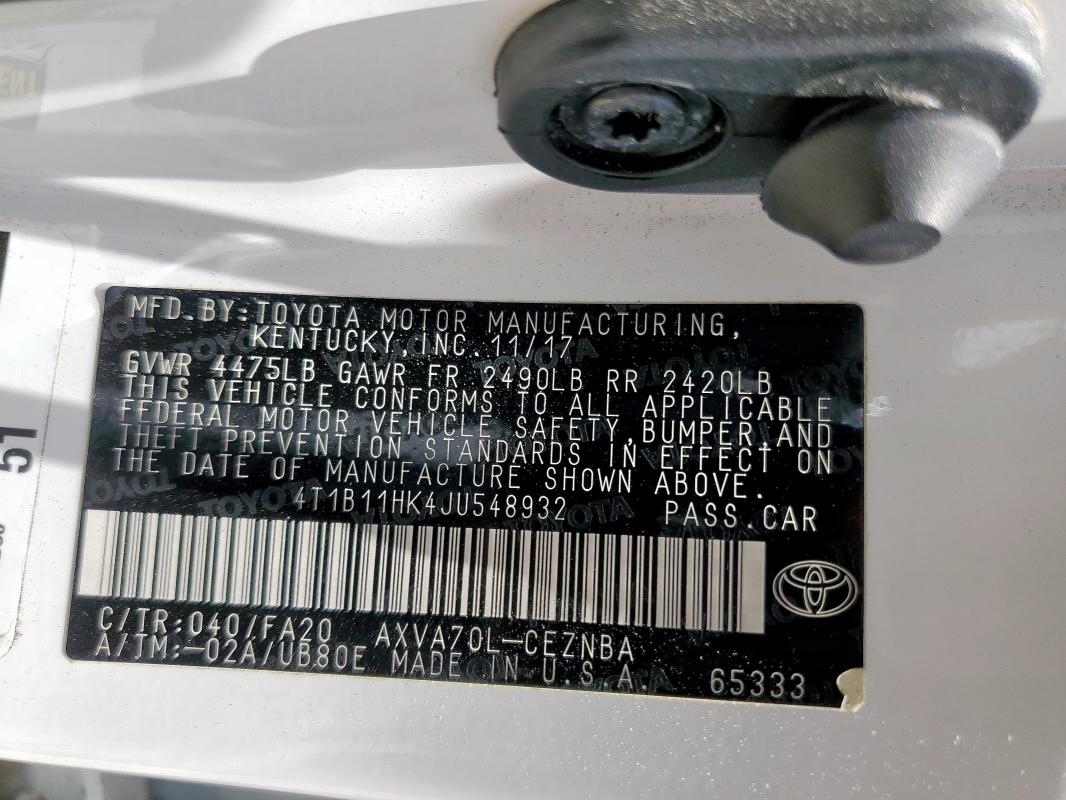 MFD. BY: TOYOTA MOTOR MANUFACTURING,
KENTUCKY, INC. 11/17
GVWR 4475LB GAWR FR 2490LB RR 2420LB
THIS VEHICLE CONFORMS TO ALL APPLICABLE
FEDERAL MOTOR VEHICLE SAFETY, BUMPER, AND
THEFT PREVENTION STANDARDS IN EFFECT ON
THE DATE OF MANUFACTURE SHOWN ABOVE.
4T1B11HK4JU548932 PASS. CAR
C/TR: 040/FA20 AXVA70L-CEZNBA
A/TM: -02A/UB80E MADE IN U.S.A. 65333
51